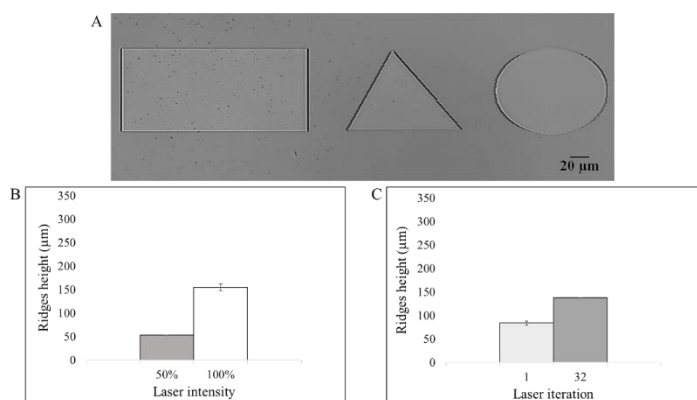 A
20 µm
B
350
300
250
200
150
100
50
0
Ridges height (µm)
50%
100%
Laser intensity
C
350
300
250
200
150
100
50
0
Ridges height (µm)
1
32
Laser iteration